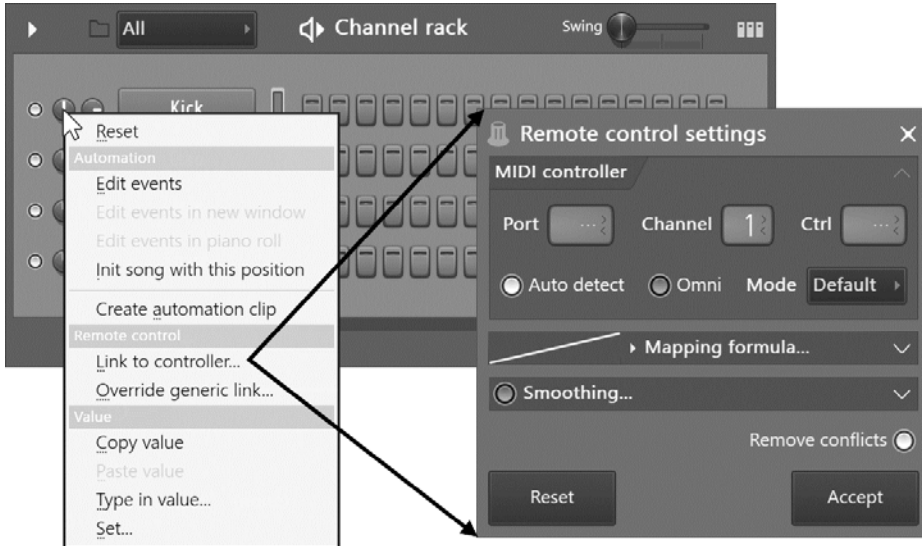 All
Channel rack
Swing
Kick
Reset
Automation
Edit events
Edit events in new window
Edit events in piano roll
Init song with this position
Create automation clip
Remote control
Link to controller...
Override generic link...
Value
Copy value
Paste value
Type in value...
Set...
Remote control settings
MIDI controller
Port ... Channel 1 Ctrl ...
Auto detect Omni Mode Default
Mapping formula...
Smoothing...
Remove conflicts
Reset Accept